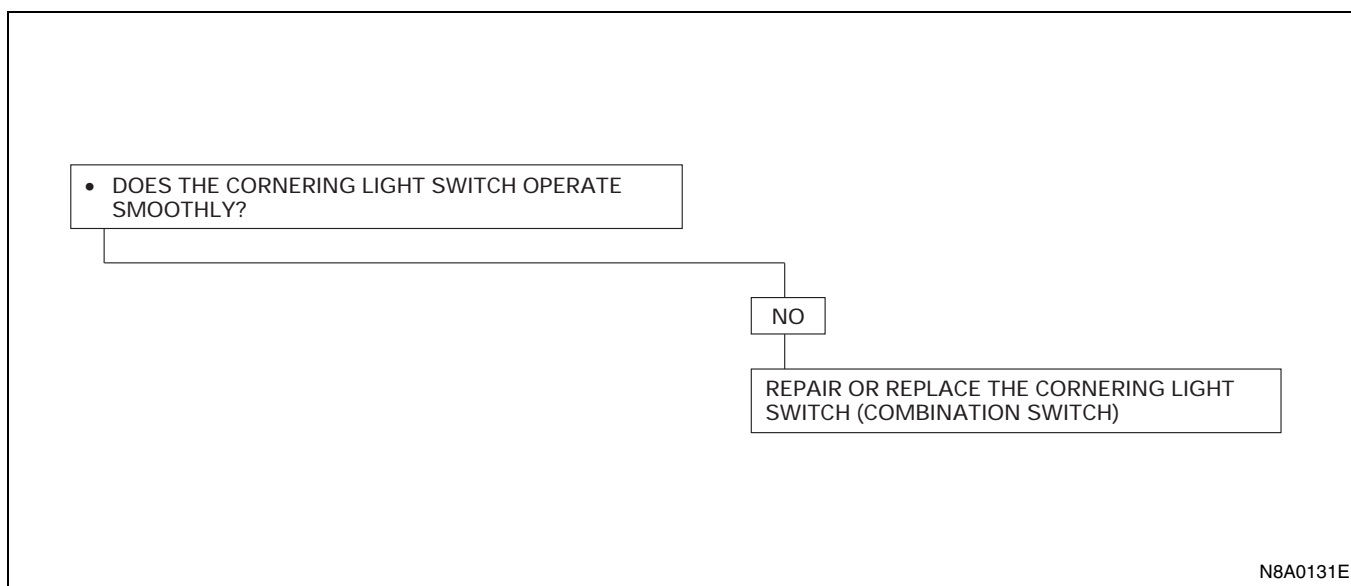 • DOES THE CORNERING LIGHT SWITCH OPERATE
SMOOTHLY?
NO
REPAIR OR REPLACE THE CORNERING LIGHT
SWITCH (COMBINATION SWITCH)
N8A0131E